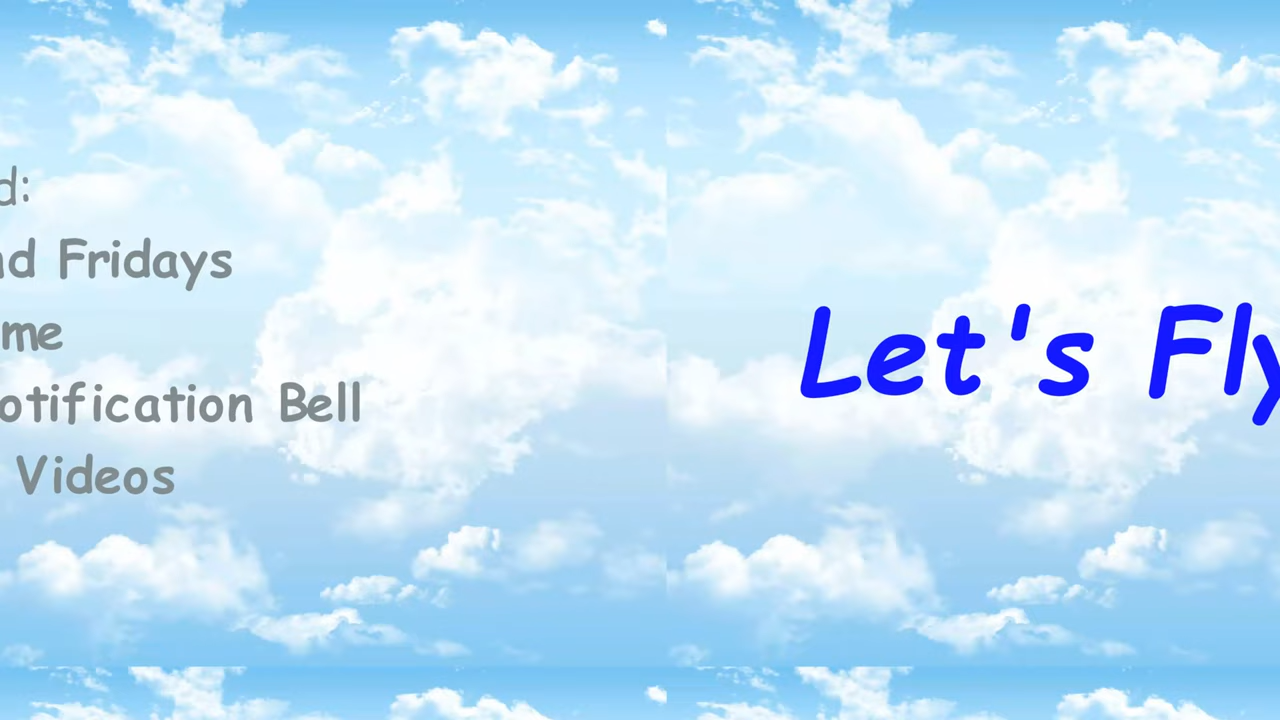 d:
nd Fridays
me
otification Bell
Videos
Let's Fly